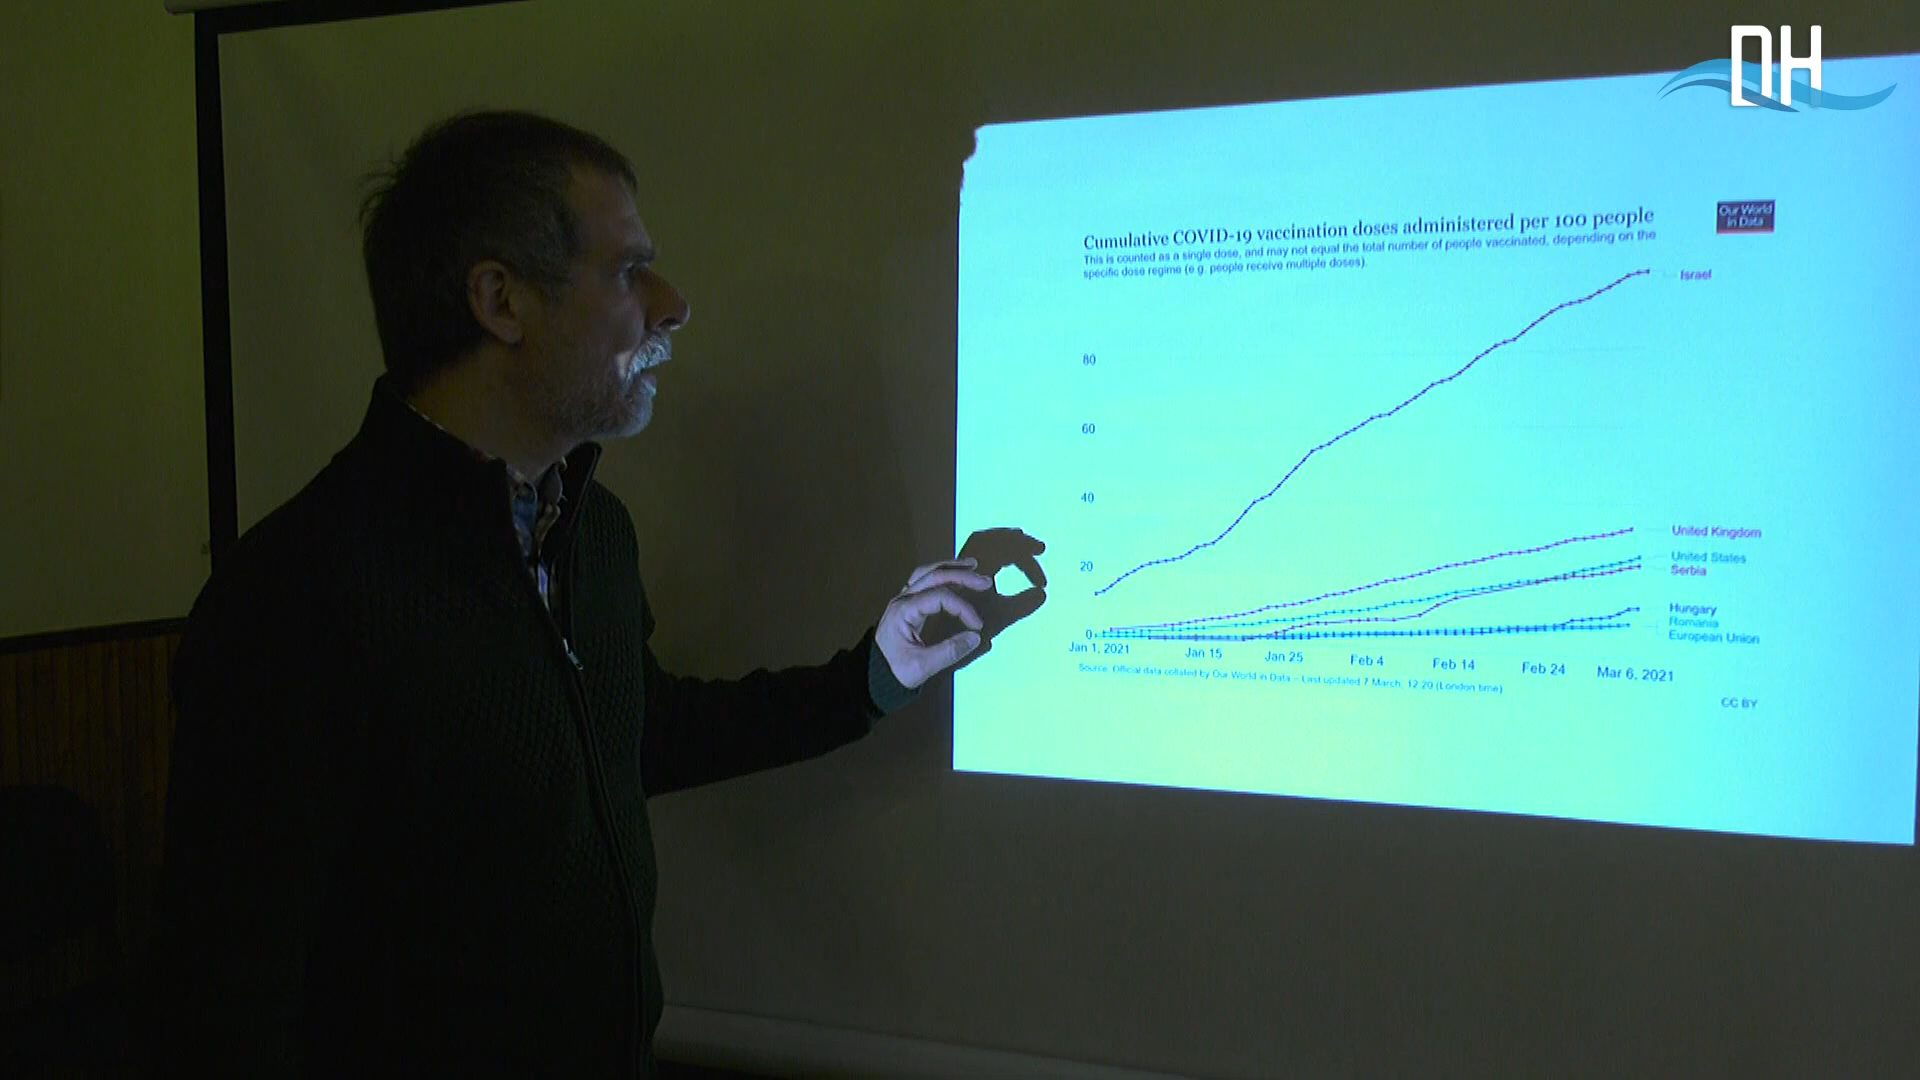 DH
Cumulative COVID-19 vaccination doses administered per 100 people
Our World
in Data
This is counted as a single dose, and may not equal the total number of people vaccinated, depending on the
specific dose regime (e.g. people receive multiple doses).
Israel
80
60
40
20
0
United Kingdom
United States
Serbia
Hungary
Romania
European Union
Jan 1, 2021
Jan 15
Jan 25
Feb 4
Feb 14
Feb 24
Mar 6, 2021
Source: Official data collated by Our World in Data – Last updated 7 March, 12:20 (London time)
CC BY